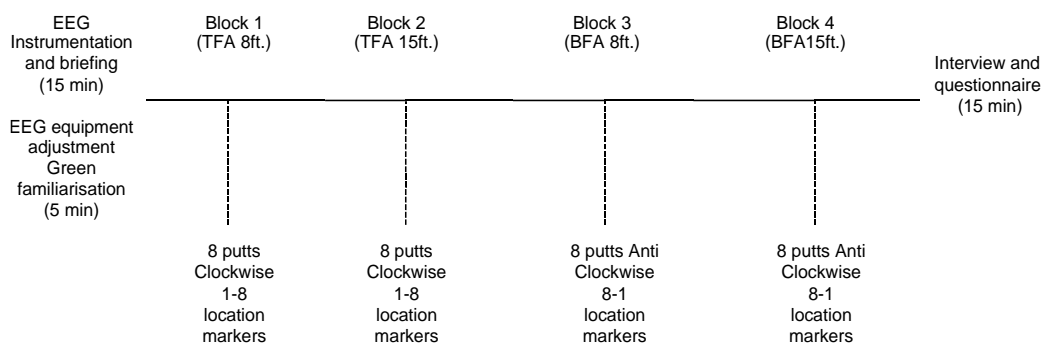 EEG
Instrumentation
and briefing
(15 min)
EEG equipment
adjustment
Green
familiarisation
(5 min)
Block 1
(TFA 8ft.)
Block 2
(TFA 15ft.)
Block 3
(BFA 8ft.)
Block 4
(BFA15ft.)
Interview and
questionnaire
(15 min)
8 putts
Clockwise
1-8
location
markers
8 putts
Clockwise
1-8
location
markers
8 putts Anti
Clockwise
8-1
location
markers
8 putts Anti
Clockwise
8-1
location
markers